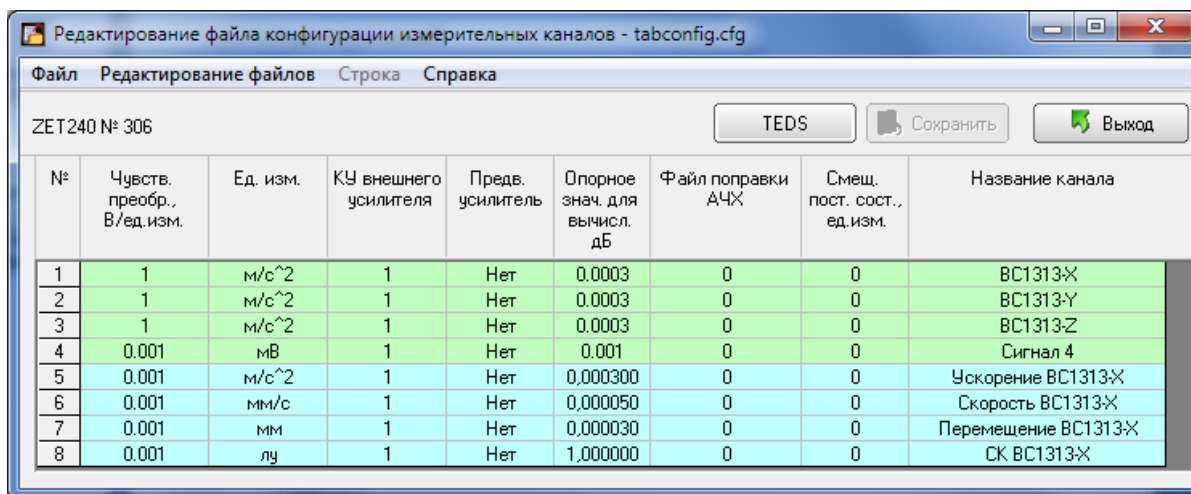 Редактирование файла конфигурации измерительных каналов - tabconfig.cfg
Файл Редактирование файлов Строка Справка
ZET240 № 306 TEDS Сохранить Выход
№ Чувств. преобр., В/ед.изм. Ед. изм. КУ внешнего усилителя Предв. усилитель Опорное знач. для вычисл. дБ Файл поправки АЧХ Смещ. пост. сост., ед.изм. Название канала
1 1 м/с^2 1 Нет 0.0003 0 0 BC1313-X
2 1 м/с^2 1 Нет 0.0003 0 0 BC1313-Y
3 1 м/с^2 1 Нет 0.0003 0 0 BC1313-Z
4 0.001 мВ 1 Нет 0.001 0 0 Сигнал 4
5 0.001 м/с^2 1 Нет 0,000300 0 0 Ускорение BC1313-X
6 0.001 мм/с 1 Нет 0,000050 0 0 Скорость BC1313-X
7 0.001 мм 1 Нет 0,000030 0 0 Перемещение BC1313-X
8 0.001 лу 1 Нет 1,000000 0 0 СК BC1313-X